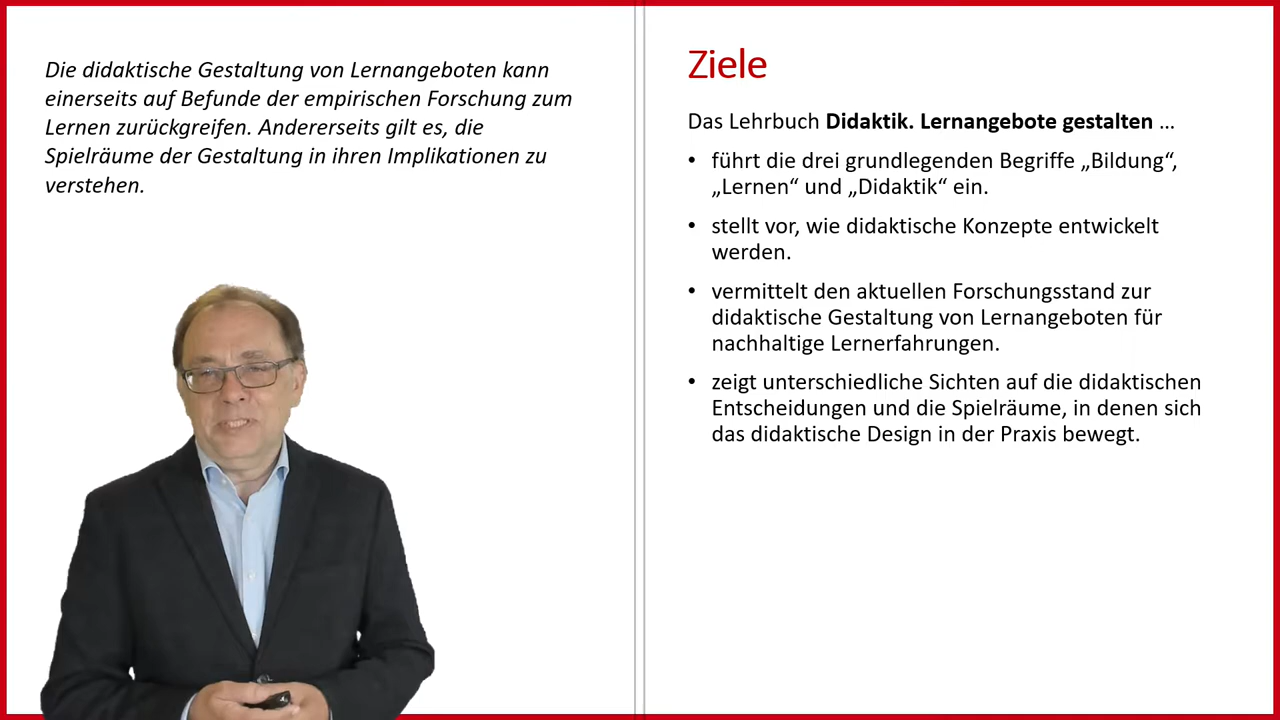 Die didaktische Gestaltung von Lernangeboten kann
einerseits auf Befunde der empirischen Forschung zum
Lernen zurückgreifen. Andererseits gilt es, die
Spielräume der Gestaltung in ihren Implikationen zu
verstehen.
Ziele
Das Lehrbuch Didaktik. Lernangebote gestalten …
• führt die drei grundlegenden Begriffe „Bildung“,
„Lernen“ und „Didaktik“ ein.
• stellt vor, wie didaktische Konzepte entwickelt
werden.
• vermittelt den aktuellen Forschungsstand zur
didaktische Gestaltung von Lernangeboten für
nachhaltige Lernerfahrungen.
• zeigt unterschiedliche Sichten auf die didaktischen
Entscheidungen und die Spielräume, in denen sich
das didaktische Design in der Praxis bewegt.